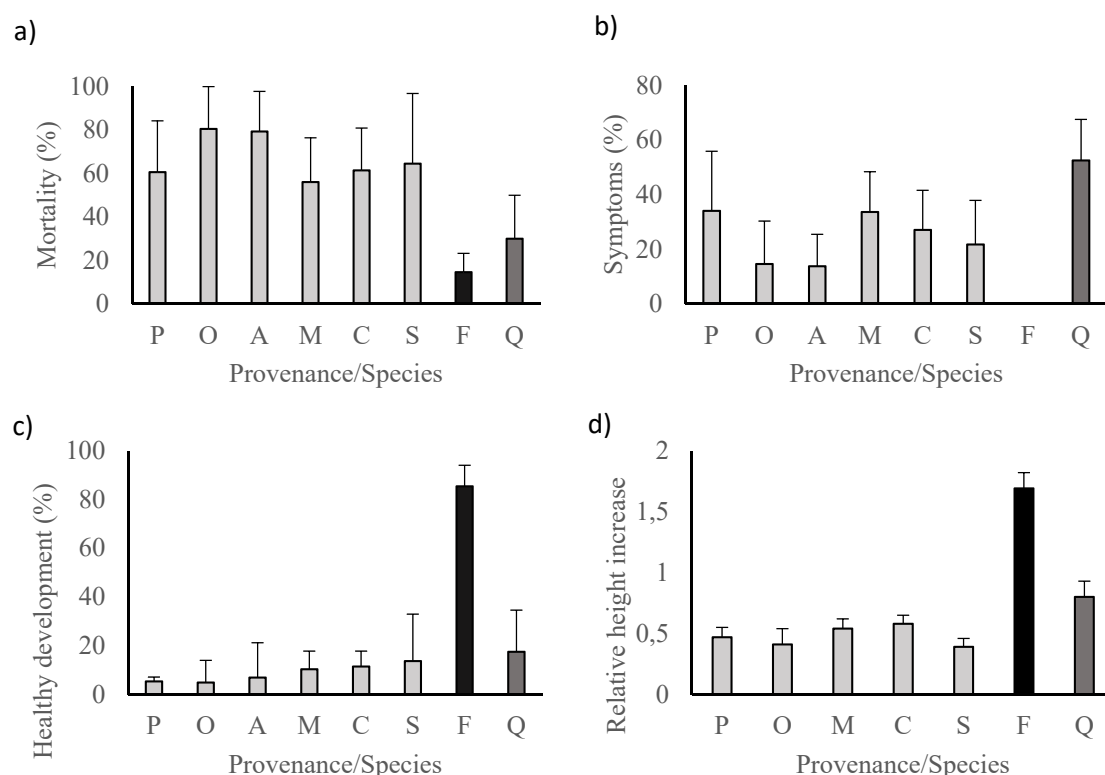 a)
Mortality (%)
100
80
60
40
20
0
P O A M C S F Q
Provenance/Species
b)
Symptoms (%)
80
60
40
20
0
P O A M C S F Q
Provenance/Species
c)
Healthy development (%)
100
80
60
40
20
0
P O A M C S F Q
Provenance/Species
d)
Relative height increase
2
1,5
1
0,5
0
P O M C S F Q
Provenance/Species